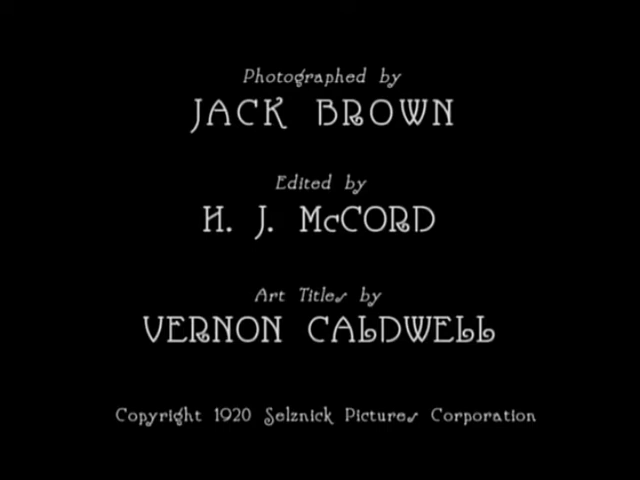 Photographed by
JACK BROWN
Edited by
H. J. McCORD
Art Titles by
VERNON CALDWELL
Copyright 1920 Selznick Pictures Corporation